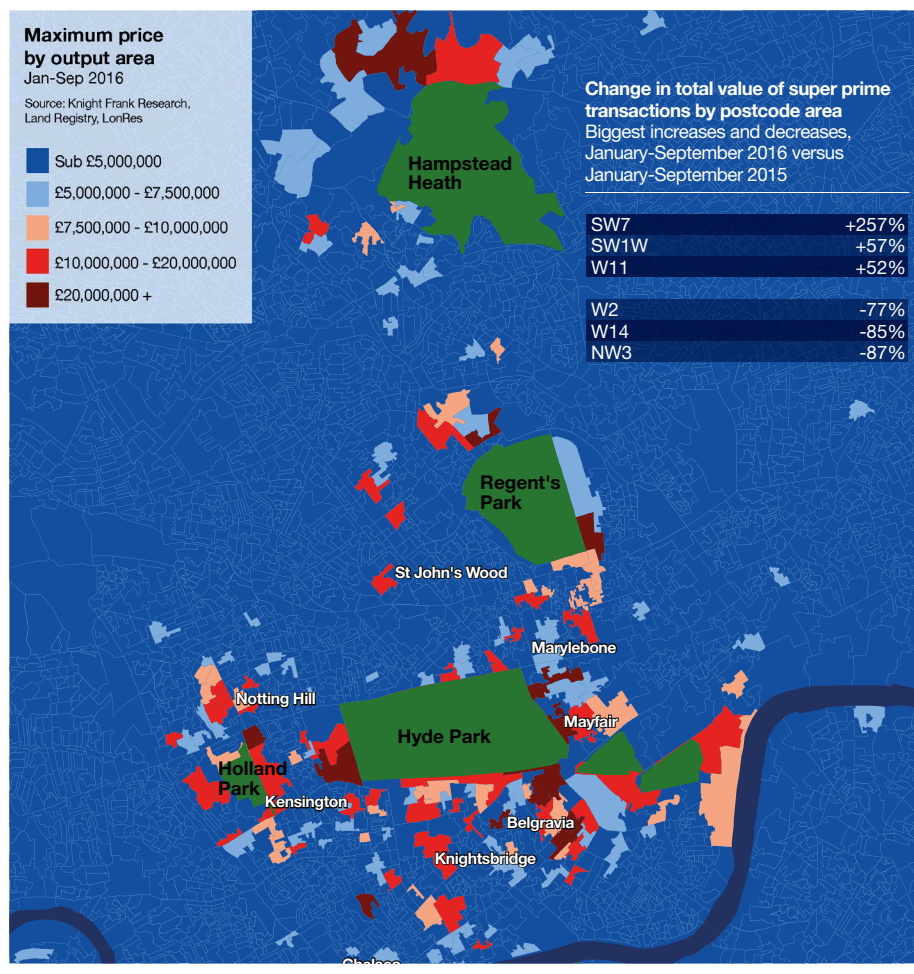 Maximum price
by output area
Jan-Sep 2016
Source: Knight Frank Research,
Land Registry, LonRes
Sub £5,000,000
£5,000,000 - £7,500,000
£7,500,000 - £10,000,000
£10,000,000 - £20,000,000
£20,000,000 +
Change in total value of super prime
transactions by postcode area
Biggest increases and decreases,
January-September 2016 versus
January-September 2015
SW7 +257%
SW1W +57%
W11 +52%
W2 -77%
W14 -85%
NW3 -87%
Hampstead
Heath
Regent's
Park
St John's Wood
Marylebone
Notting Hill
Mayfair
Hyde Park
Holland
Park
Kensington
Belgravia
Knightsbridge
Chelsea